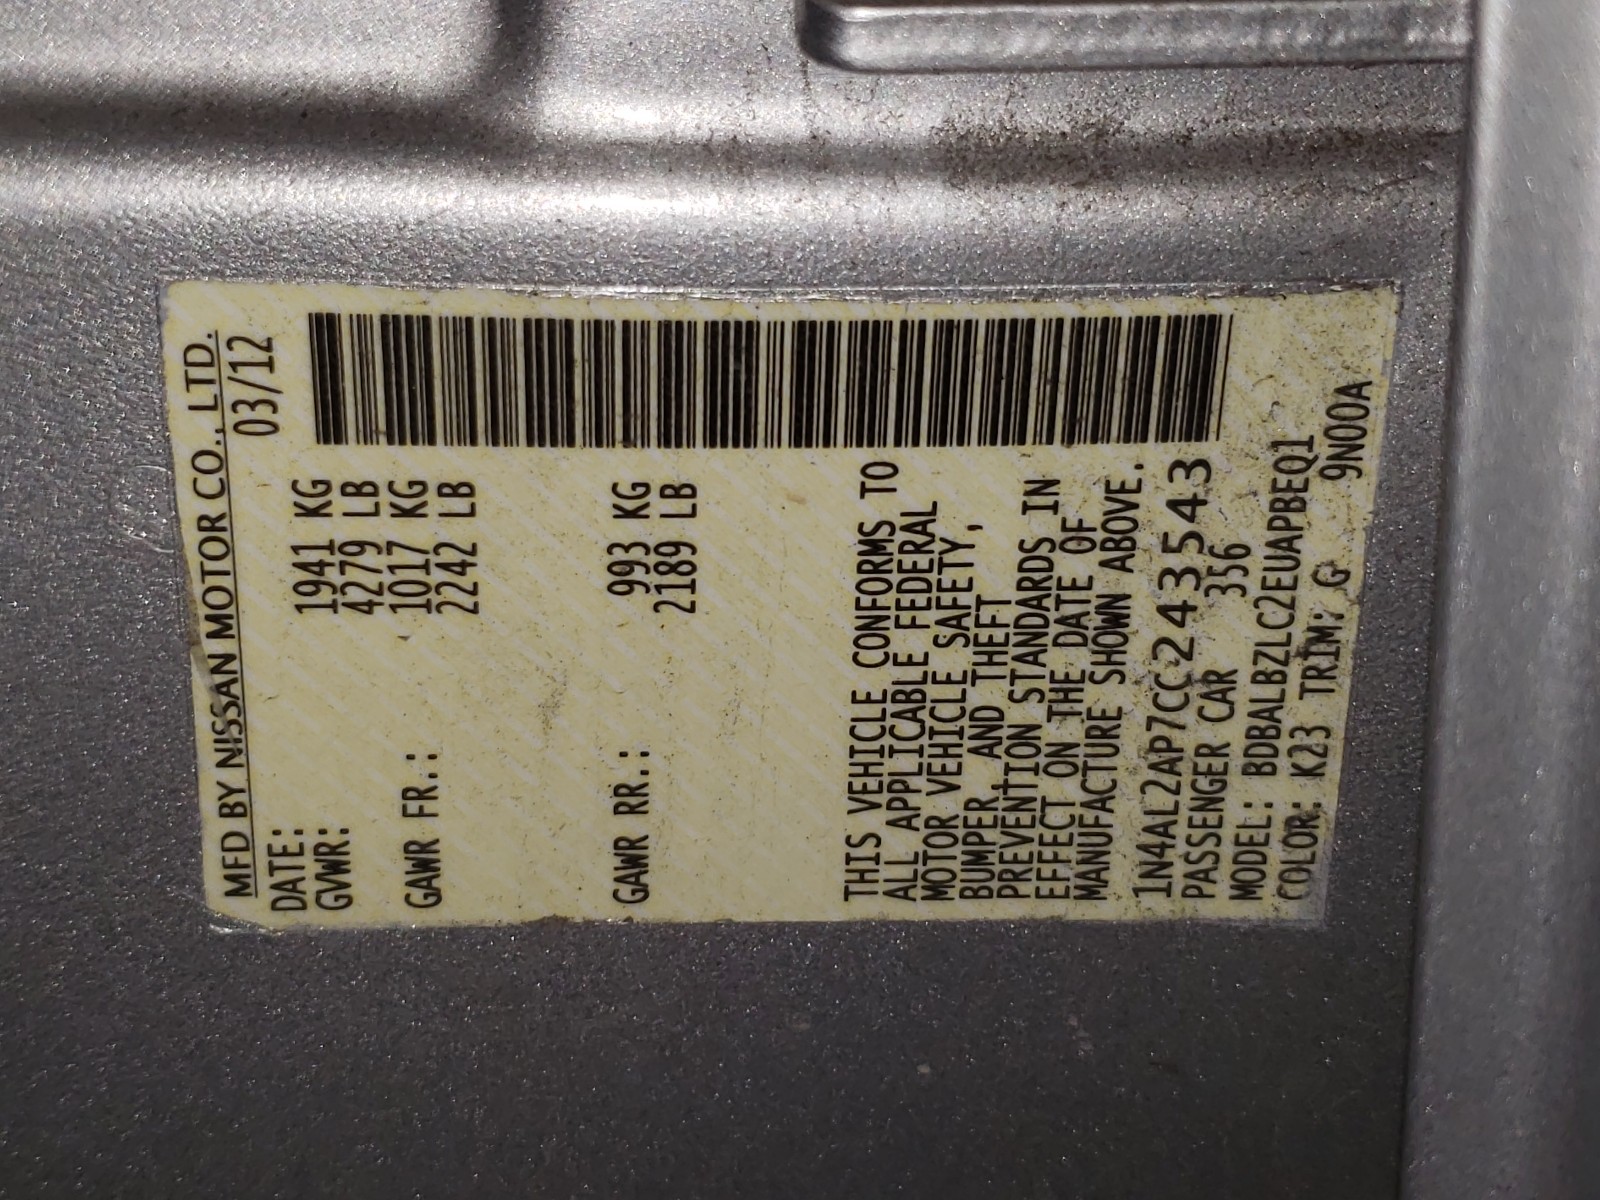 MFD BY NISSAN MOTOR CO., LTD.
DATE: 03/12
GVWR: 1941 KG
4279 LB
GAWR FR.: 1017 KG
2242 LB
GAWR RR.: 993 KG
2189 LB
THIS VEHICLE CONFORMS TO
ALL APPLICABLE FEDERAL
MOTOR VEHICLE SAFETY,
BUMPER, AND THEFT
PREVENTION STANDARDS IN
EFFECT ON THE DATE OF
MANUFACTURE SHOWN ABOVE.
1N4AL2AP7CC243543
PASSENGER CAR 356
MODEL: BDBALBZLC2EUAPBEQ1
COLOR: K23 TRIM: G 9N00A